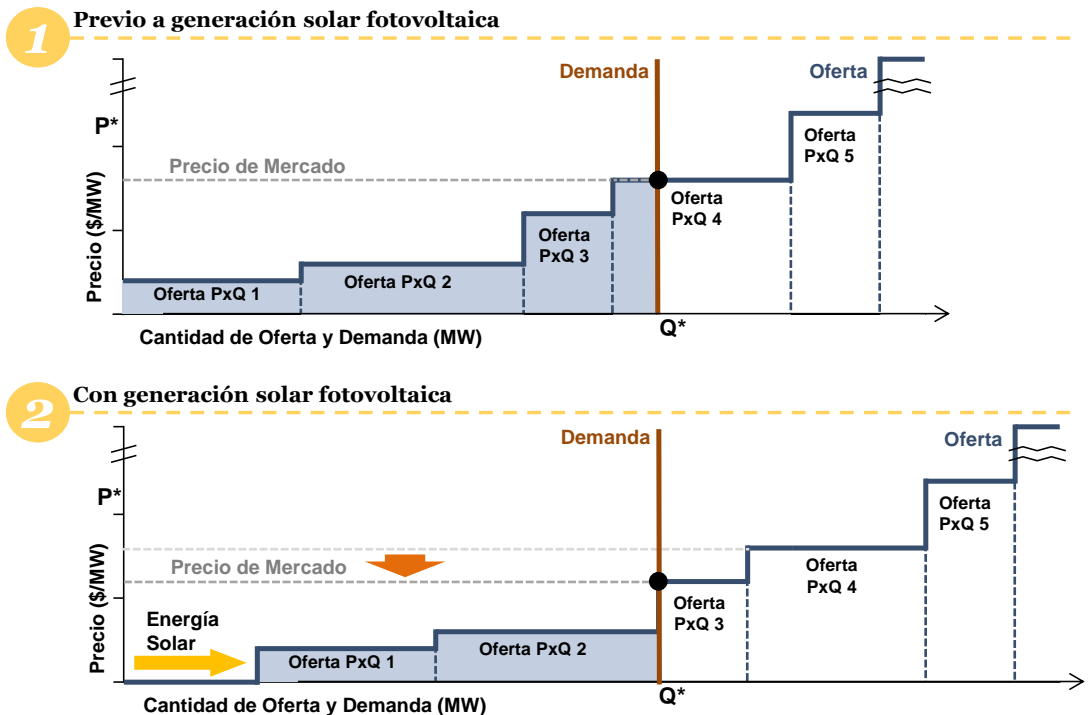 1
Previo a generación solar fotovoltaica
Demanda
Oferta
P*
Precio de Mercado
Oferta
PxQ 5
Oferta
PxQ 4
Oferta
PxQ 3
Oferta PxQ 2
Oferta PxQ 1
Precio ($/MW)
Q*
Cantidad de Oferta y Demanda (MW)
2
Con generación solar fotovoltaica
Demanda
Oferta
P*
Oferta
PxQ 5
Precio de Mercado
Oferta
PxQ 4
Oferta
PxQ 3
Energía
Solar
Oferta PxQ 2
Oferta PxQ 1
Precio ($/MW)
Q*
Cantidad de Oferta y Demanda (MW)